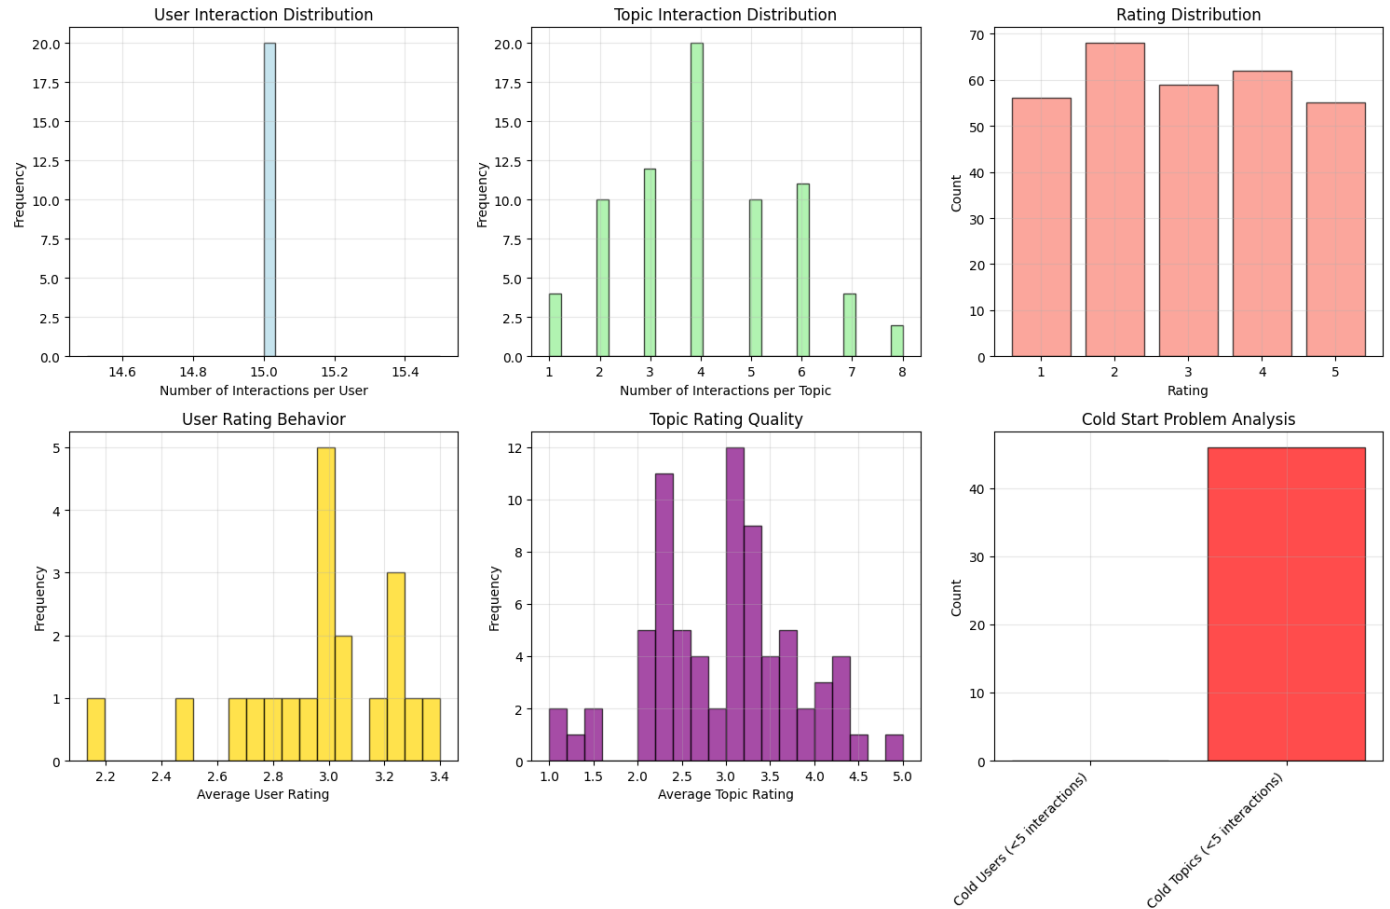 User Interaction Distribution
20.0
17.5
15.0
12.5
10.0
7.5
5.0
2.5
0.0
Frequency
14.6 14.8 15.0 15.2 15.4
Number of Interactions per User
Topic Interaction Distribution
20.0
17.5
15.0
12.5
10.0
7.5
5.0
2.5
0.0
Frequency
1 2 3 4 5 6 7 8
Number of Interactions per Topic
Rating Distribution
70
60
50
40
30
20
10
0
Count
1 2 3 4 5
Rating
User Rating Behavior
5
4
3
2
1
0
Frequency
2.2 2.4 2.6 2.8 3.0 3.2 3.4
Average User Rating
Topic Rating Quality
12
10
8
6
4
2
0
Frequency
1.0 1.5 2.0 2.5 3.0 3.5 4.0 4.5 5.0
Average Topic Rating
Cold Start Problem Analysis
40
30
20
10
0
Count
Cold Users (<5 interactions)
Cold Topics (<5 interactions)